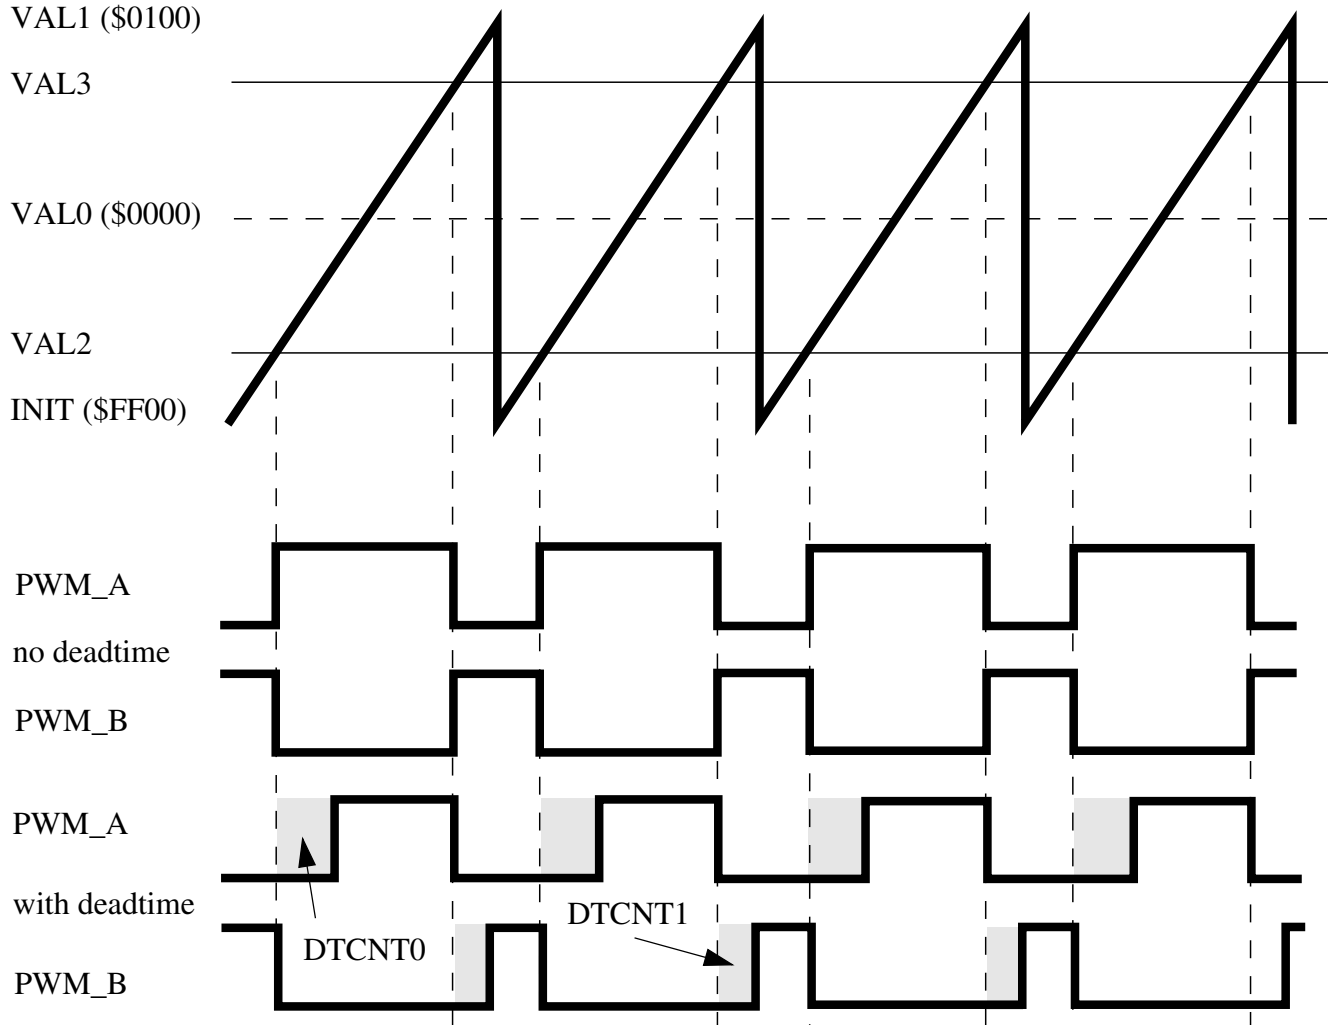 VAL1 ($0100)
VAL3
VAL0 ($0000)
VAL2
INIT ($FF00)
PWM_A
no deadtime
PWM_B
PWM_A
with deadtime
DTCNT1
DTCNT0
PWM_B